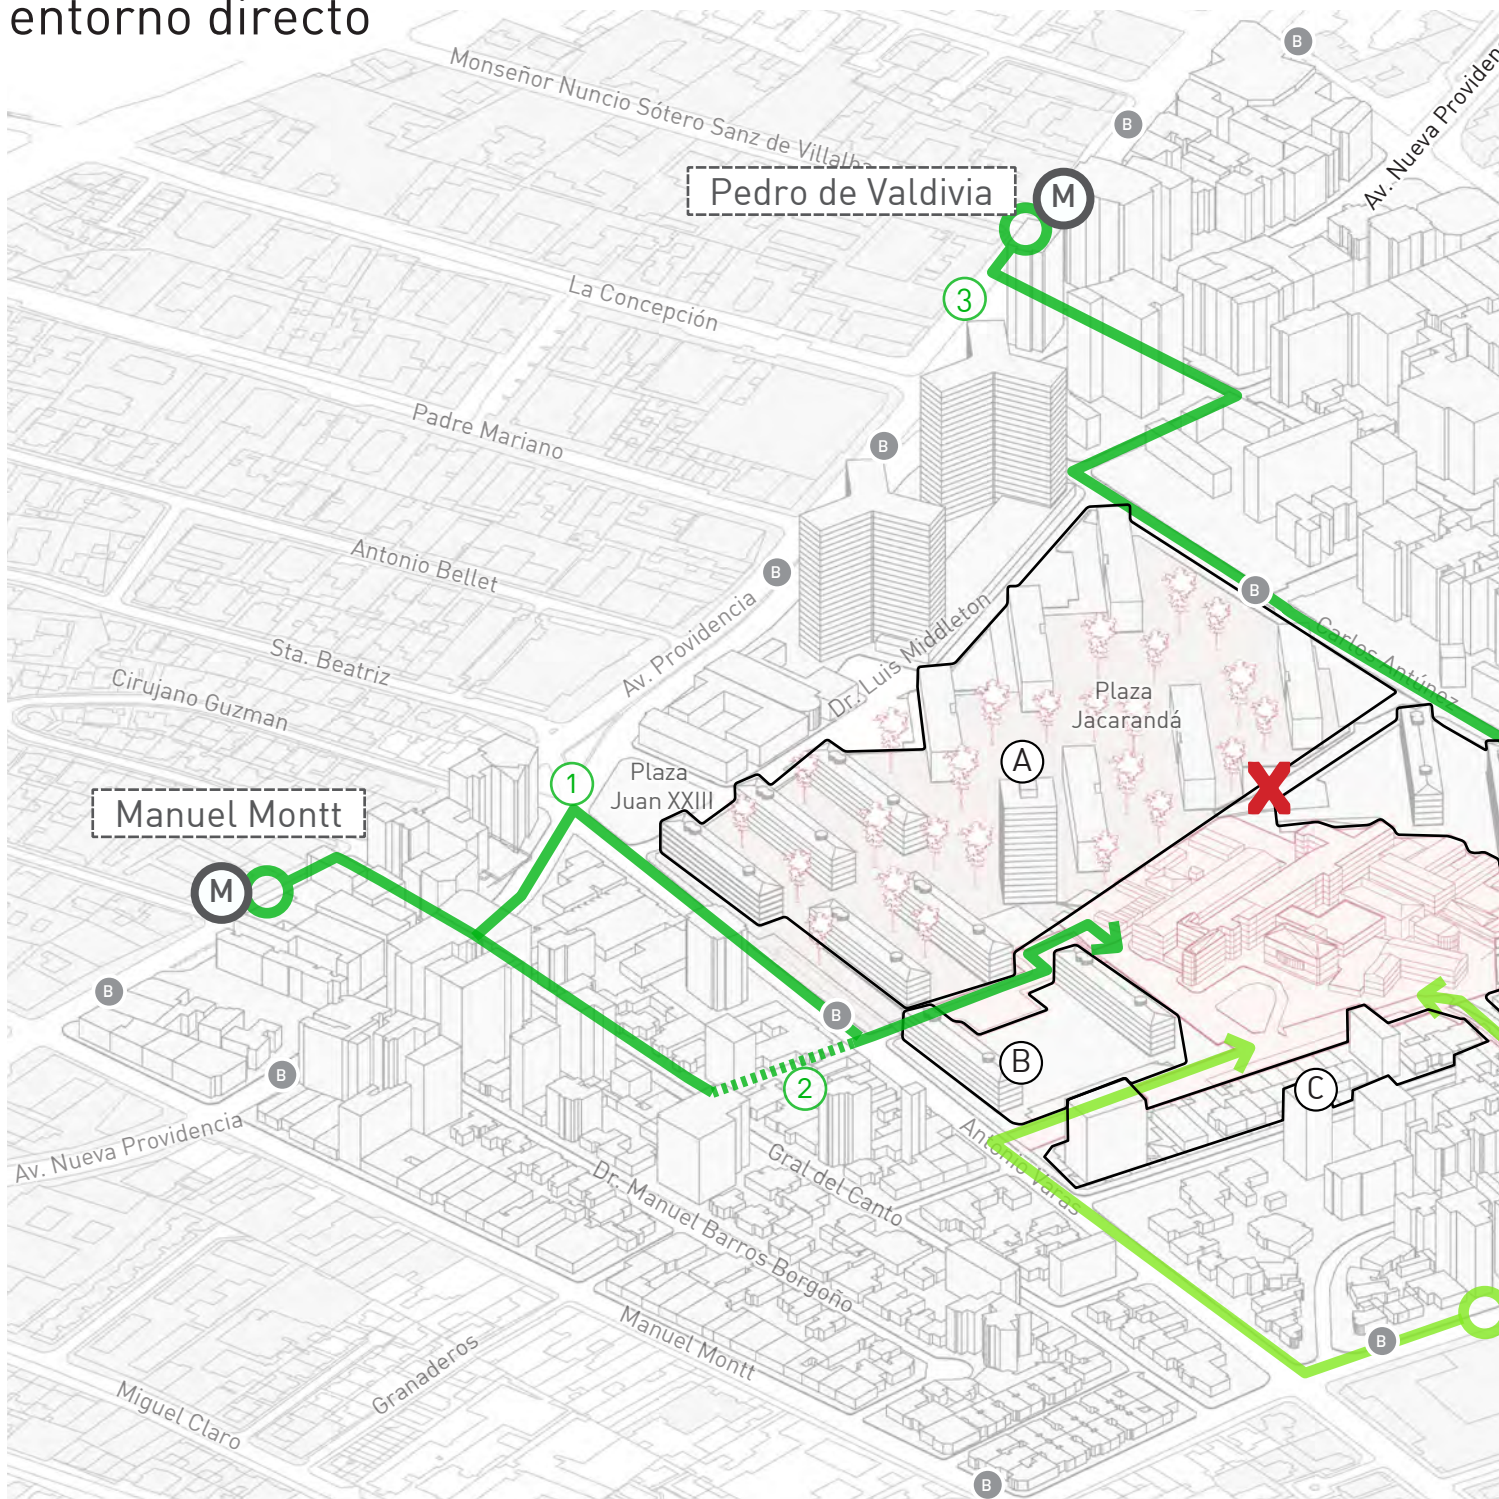 entorno directo
B
Monseñor Nuncio Sótero Sanz de Villalba
B
Av. Nueva Providen
Pedro de Valdivia
M
3
La Concepción
Padre Mariano
B
Antonio Bellet
B
B
Av. Providencia
Dr. Luis Middleton
Carlos Antúnez
Sta. Beatriz
Cirujano Guzman
Plaza
Jacarandá
A
X
1
Plaza
Juan XXIII
Manuel Montt
M
B
B
B
B
2
C
Av. Nueva Providencia
Antonio Varas
Gral del Canto
Dr. Manuel Barros Borgoño
Manuel Montt
B
Granaderos
Miguel Claro
B